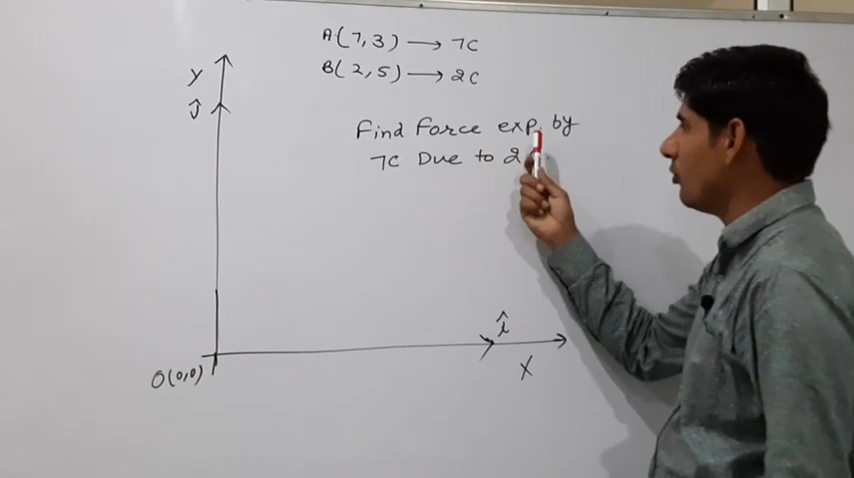 A(7,3) → 7C
B(2,5) → 2C
Find force exp. by
7C Due to 2
Y
ĵ
î
X
O(0,0)